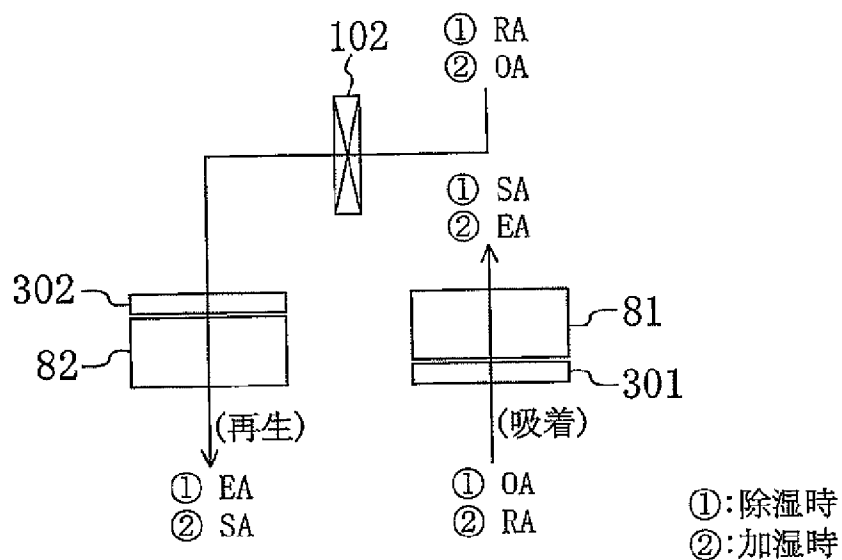 102
① RA
② OA
① SA
② EA
302
82
81
301
(再生)
(吸着)
① EA
② SA
① OA
② RA
①:除湿時
②:加湿時